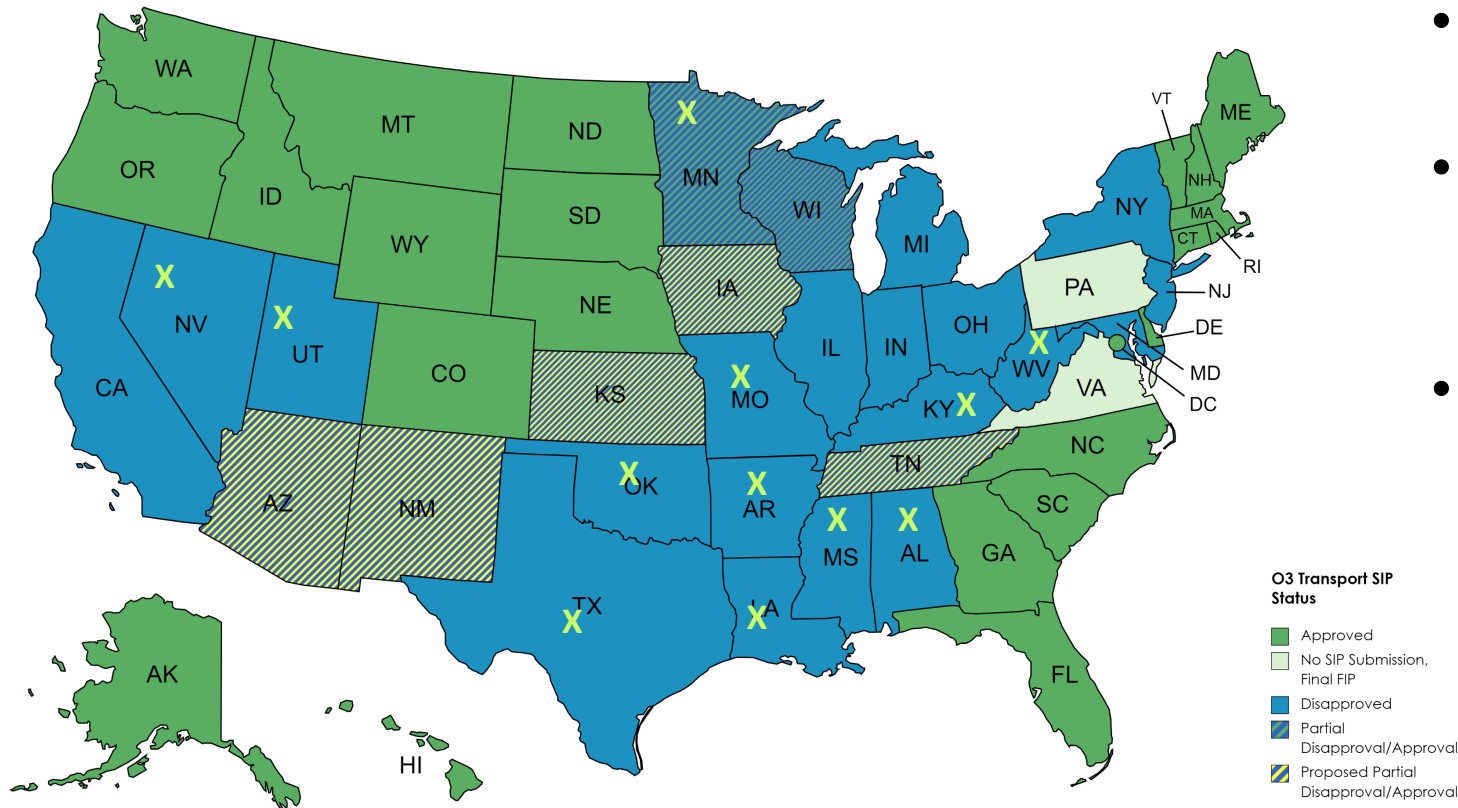 WA
MT
ND
OR
ID
SD
WY
NE
X
MN
WI
MI
IA
VT
ME
NH
MA
CT
RI
NY
PA
NJ
DE
MD
DC
X
NV
X
UT
CA
CO
KS
X
MO
IL
IN
OH
X
WV
KY X
VA
NC
TN
AZ
NM
X
OK
X
AR
X
MS
X
AL
SC
GA
TX
X
LA
X
FL
AK
HI
O3 Transport SIP
Status
Approved
No SIP Submission,
Final FIP
Disapproved
Partial
Disapproval/Approval
Proposed Partial
Disapproval/Approval